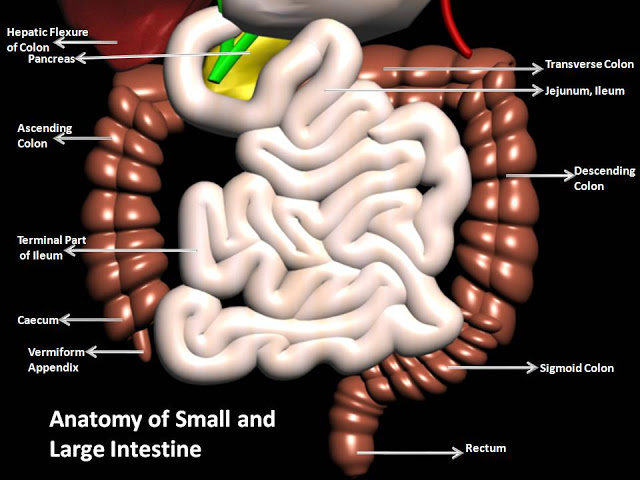 Hepatic Flexure
of Colon
Pancreas
Transverse Colon
Jejunum, Ileum
Ascending
Colon
Descending
Colon
Terminal Part
of Ileum
Caecum
Vermiform
Appendix
Sigmoid Colon
Anatomy of Small and
Large Intestine
Rectum